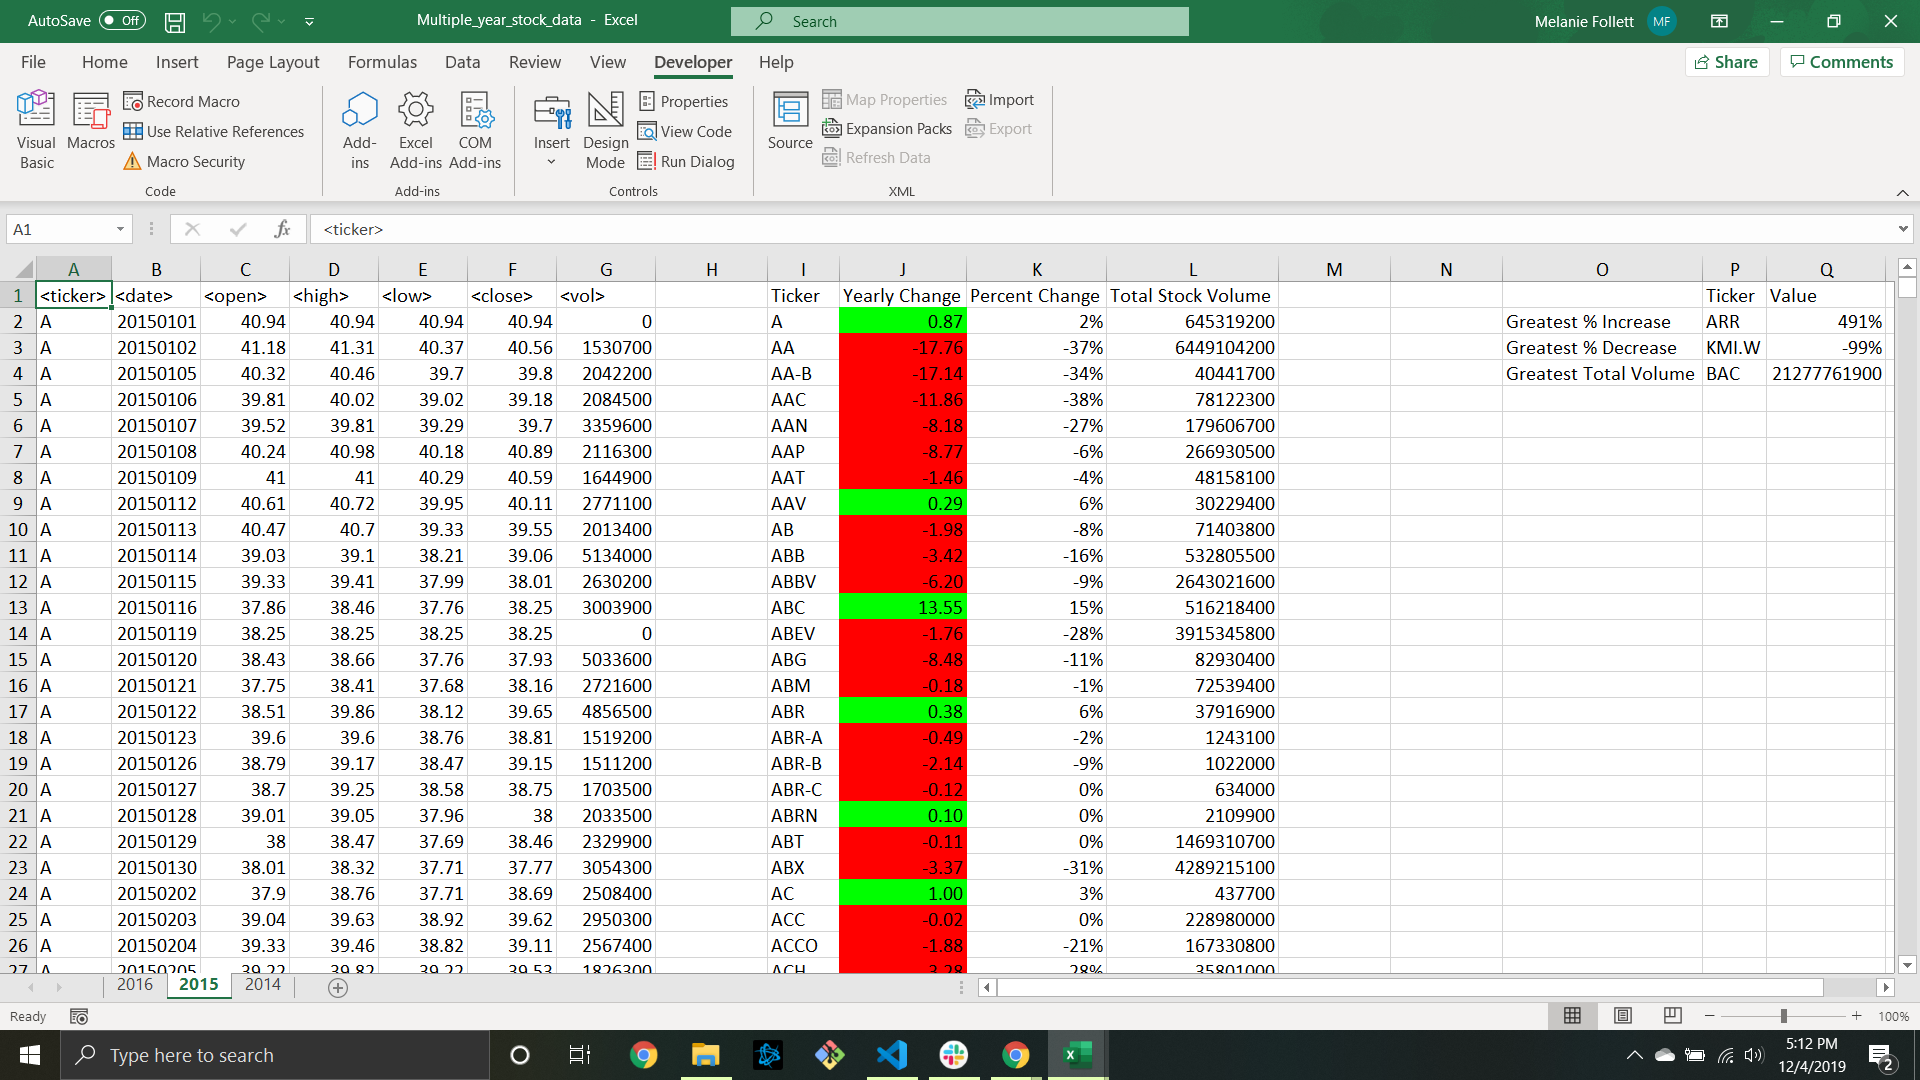 AutoSave Off Multiple_year_stock_data - Excel Search Melanie Follett MF
File Home Insert Page Layout Formulas Data Review View Developer Help Share Comments
Visual Basic Macros Record Macro Use Relative References Macro Security Add-ins Excel Add-ins COM Add-ins Insert Design Mode Properties View Code Run Dialog Source Map Properties Expansion Packs Refresh Data Import Export
Code Add-ins Controls XML
A1 fx <ticker>
A B C D E F G H I J K L M N O P Q
1 <ticker> <date> <open> <high> <low> <close> <vol> Ticker Yearly Change Percent Change Total Stock Volume Ticker Value
2 A 20150101 40.94 40.94 40.94 40.94 0 A 0.87 2% 645319200 Greatest % Increase ARR 491%
3 A 20150102 41.18 41.31 40.37 40.56 1530700 AA -17.76 -37% 6449104200 Greatest % Decrease KMI.W -99%
4 A 20150105 40.32 40.46 39.7 39.8 2042200 AA-B -17.14 -34% 40441700 Greatest Total Volume BAC 21277761900
5 A 20150106 39.81 40.02 39.02 39.18 2084500 AAC -11.86 -38% 78122300
6 A 20150107 39.52 39.81 39.29 39.7 3359600 AAN -8.18 -27% 179606700
7 A 20150108 40.24 40.98 40.18 40.89 2116300 AAP -8.77 -6% 266930500
8 A 20150109 41 41 40.29 40.59 1644900 AAT -1.46 -4% 48158100
9 A 20150112 40.61 40.72 39.95 40.11 2771100 AAV 0.29 6% 30229400
10 A 20150113 40.47 40.7 39.33 39.55 2013400 AB -1.98 -8% 71403800
11 A 20150114 39.03 39.1 38.21 39.06 5134000 ABB -3.42 -16% 532805500
12 A 20150115 39.33 39.41 37.99 38.01 2630200 ABBV -6.20 -9% 2643021600
13 A 20150116 37.86 38.46 37.76 38.25 3003900 ABC 13.55 15% 516218400
14 A 20150119 38.25 38.25 38.25 38.25 0 ABEV -1.76 -28% 3915345800
15 A 20150120 38.43 38.66 37.76 37.93 5033600 ABG -8.48 -11% 82930400
16 A 20150121 37.75 38.41 37.68 38.16 2721600 ABM -0.18 -1% 72539400
17 A 20150122 38.51 39.86 38.12 39.65 4856500 ABR 0.38 6% 37916900
18 A 20150123 39.6 39.6 38.76 38.81 1519200 ABR-A -0.49 -2% 1243100
19 A 20150126 38.79 39.17 38.47 39.15 1511200 ABR-B -2.14 -9% 1022000
20 A 20150127 38.7 39.25 38.58 38.75 1703500 ABR-C -0.12 0% 634000
21 A 20150128 39.01 39.05 37.96 38 2033500 ABRN 0.10 0% 2109900
22 A 20150129 38 38.47 37.69 38.46 2329900 ABT -0.11 0% 1469310700
23 A 20150130 38.01 38.32 37.71 37.77 3054300 ABX -3.37 -31% 4289215100
24 A 20150202 37.9 38.76 37.71 38.69 2508400 AC 1.00 3% 437700
25 A 20150203 39.04 39.63 38.92 39.62 2950300 ACC -0.02 0% 228980000
26 A 20150204 39.33 39.46 38.82 39.11 2567400 ACCO -1.88 -21% 167330800
27 A 20150205 39.22 39.82 39.22 39.53 1826300 ACH 28% 35801000
2016 2015 2014
Ready 100%
Type here to search 5:12 PM
12/4/2019 2